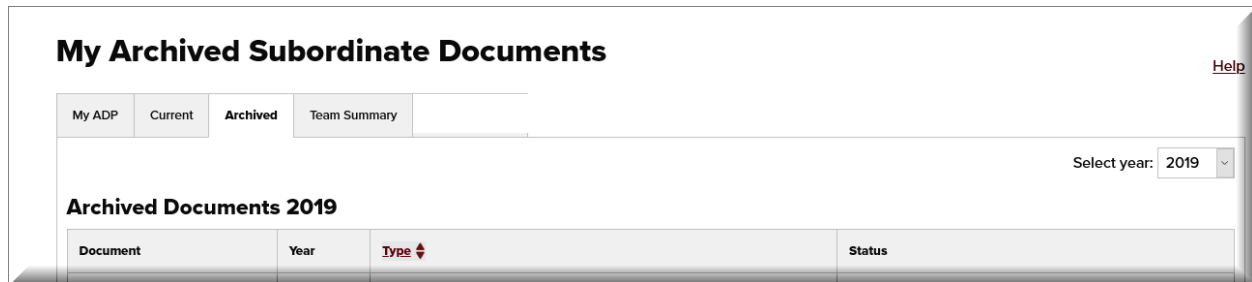 My Archived Subordinate Documents
Help
My ADP Current Archived Team Summary
Select year: 2019
Archived Documents 2019
Document Year Type Status